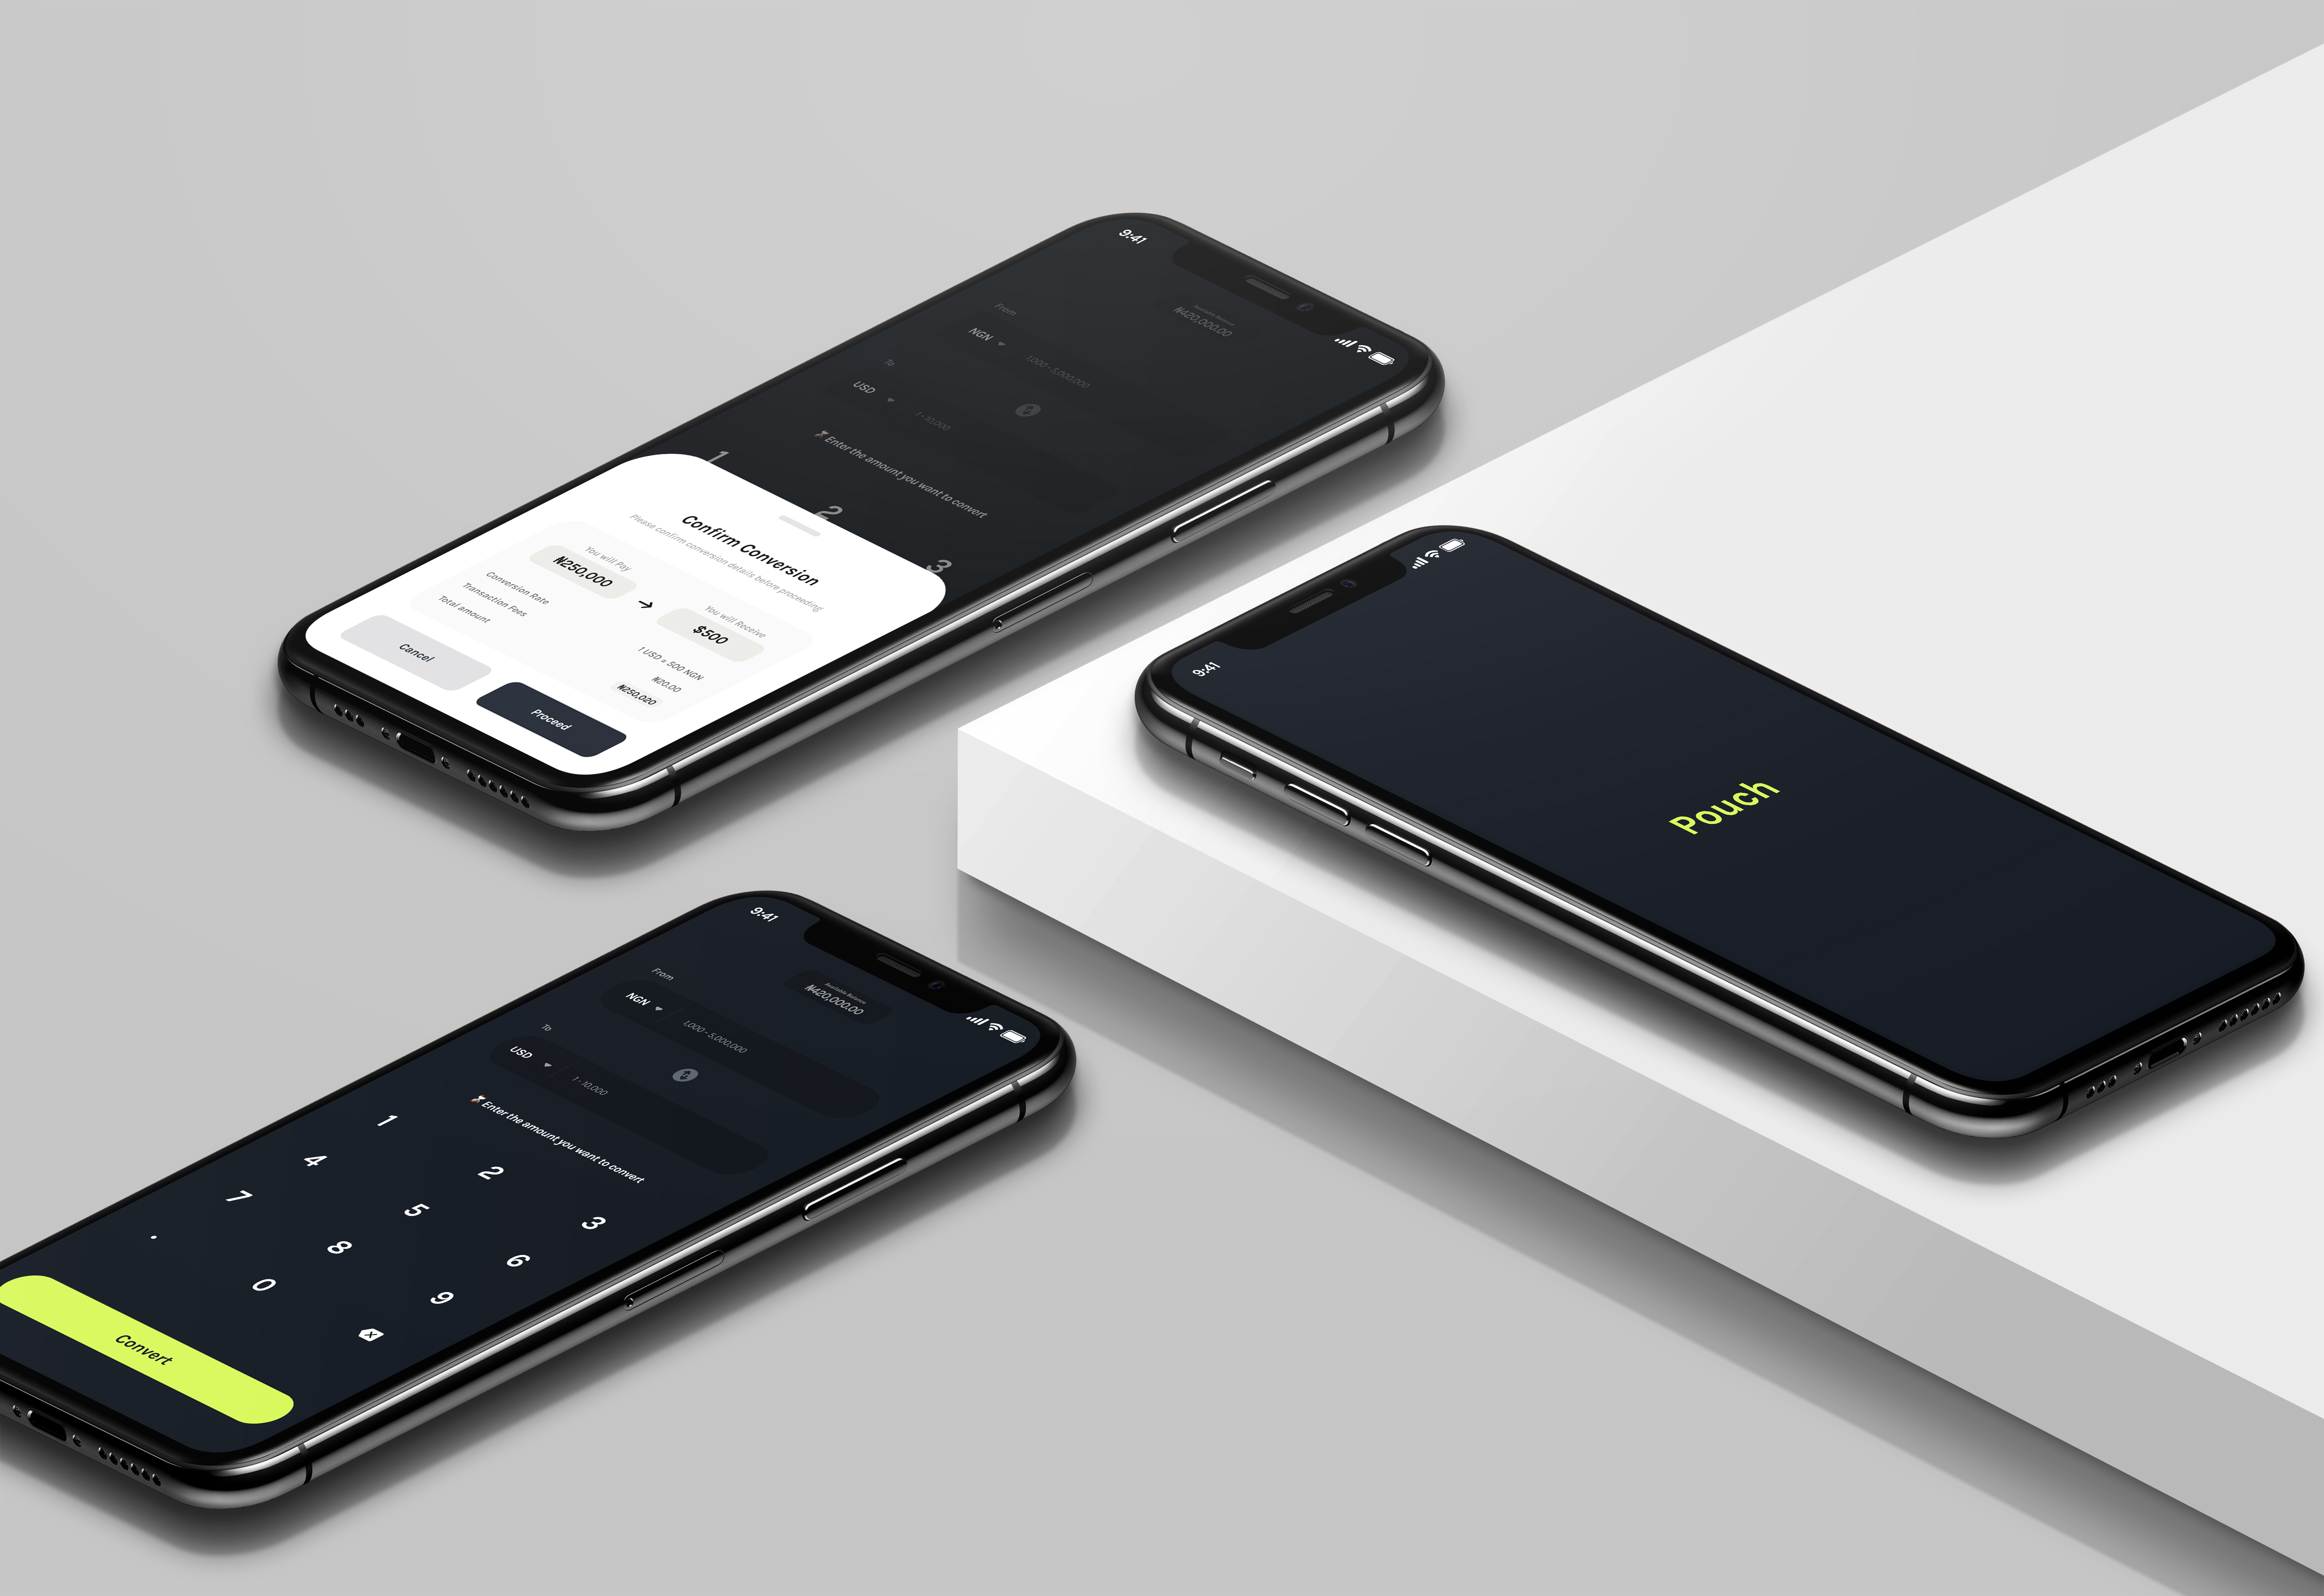 9:41
Available Balance
₦420,000.00
From
NGN
1,000 - 5,000,000
To
USD
1 - 10,000
⏳Enter the amount you want to convert
1
2
3
Confirm Conversion
Please confirm conversion details before proceeding
You will Pay
₦250,000
→
You will Receive
$500
Conversion Rate
1 USD = 500 NGN
Transaction Fees
₦20.00
Total amount
₦250,020
Cancel
Proceed
9:41
Pouch
9:41
Available Balance
₦420,000.00
From
NGN
1,000 - 5,000,000
To
USD
1 - 10,000
⏳Enter the amount you want to convert
1 2 3
4 5 6
7 8 9
. 0
Convert